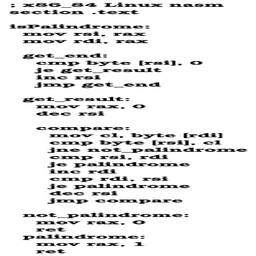 ; x86_64 Linux nasm
section .text
isPalindrome:
mov rsi, rax
mov rdi, rax
get_end:
cmp byte [rsi], 0
je get_result
inc rsi
jmp get_end
get_result:
mov rax, 0
dec rsi
compare:
mov cl, byte [rdi]
cmp byte [rsi], cl
jne not_palindrome
cmp rsi, rdi
je palindrome
inc rdi
cmp rdi, rsi
je palindrome
dec rsi
jmp compare
not_palindrome:
mov rax, 0
ret
palindrome:
mov rax, 1
ret